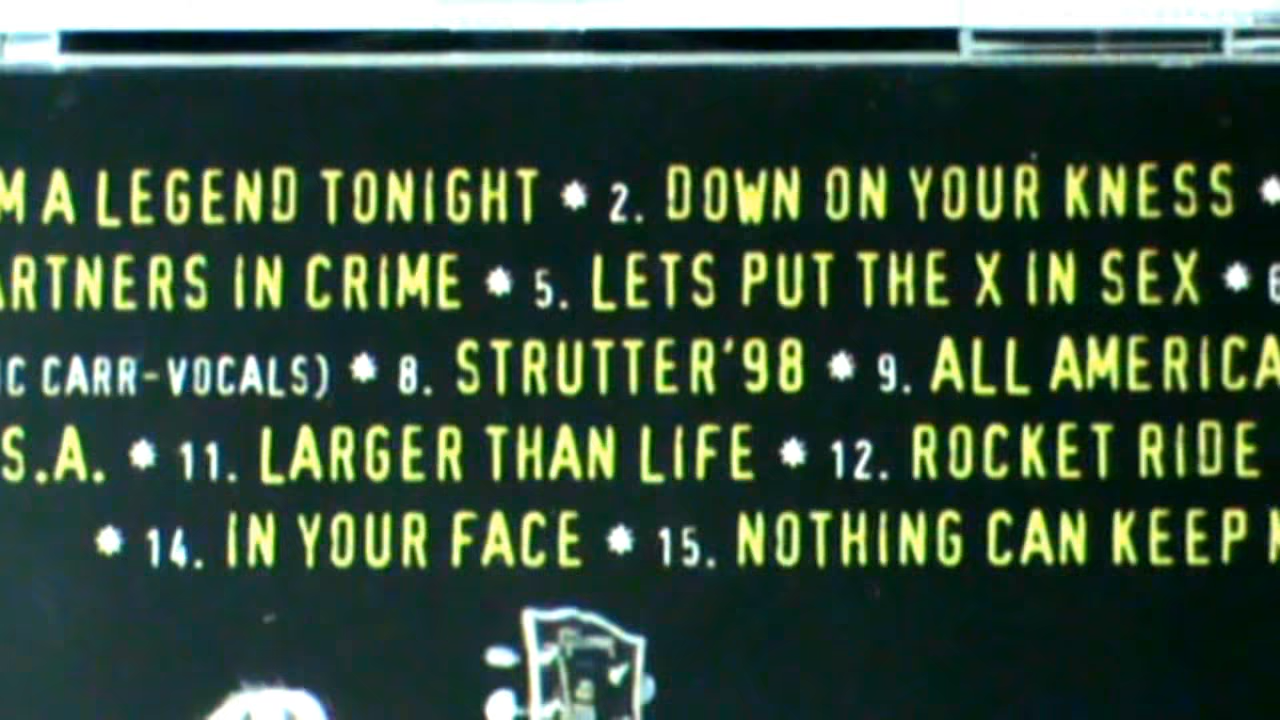 M A LEGEND TONIGHT * 2. DOWN ON YOUR KNESS *
ARTNERS IN CRIME * 5. LETS PUT THE X IN SEX * 6
IC CARR-VOCALS) * 8. STRUTTER'98 * 9. ALL AMERICA
S.A. * 11. LARGER THAN LIFE * 12. ROCKET RIDE
* 14. IN YOUR FACE * 15. NOTHING CAN KEEP